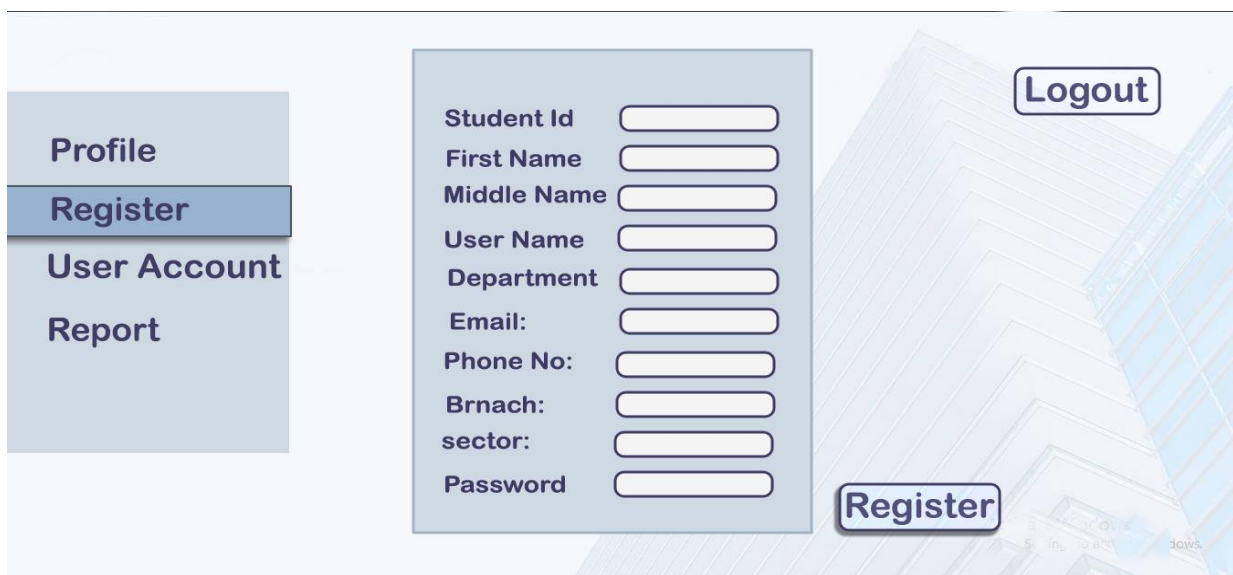 Logout
Profile
Register
User Account
Report
Student Id
First Name
Middle Name
User Name
Department
Email:
Phone No:
Brnach:
sector:
Password
Register
dows.